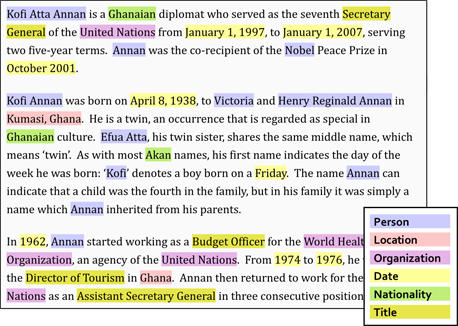 Kofi Atta Annan is a Ghanaian diplomat who served as the seventh Secretary
General of the United Nations from January 1, 1997, to January 1, 2007, serving
two five-year terms. Annan was the co-recipient of the Nobel Peace Prize in
October 2001.
Kofi Annan was born on April 8, 1938, to Victoria and Henry Reginald Annan in
Kumasi, Ghana. He is a twin, an occurrence that is regarded as special in
Ghanaian culture. Efua Atta, his twin sister, shares the same middle name, which
means ‘twin’. As with most Akan names, his first name indicates the day of the
week he was born: ‘Kofi’ denotes a boy born on a Friday. The name Annan can
indicate that a child was the fourth in the family, but in his family it was simply a
name which Annan inherited from his parents.
In 1962, Annan started working as a Budget Officer for the World
Organization, an agency of the United Nations. From 1974 to 1976, he
the Director of Tourism in Ghana. Annan then returned to work for the
Nations as an Assistant Secretary General in three consecutive
Person
Location
Organization
Date
Nationality
Title